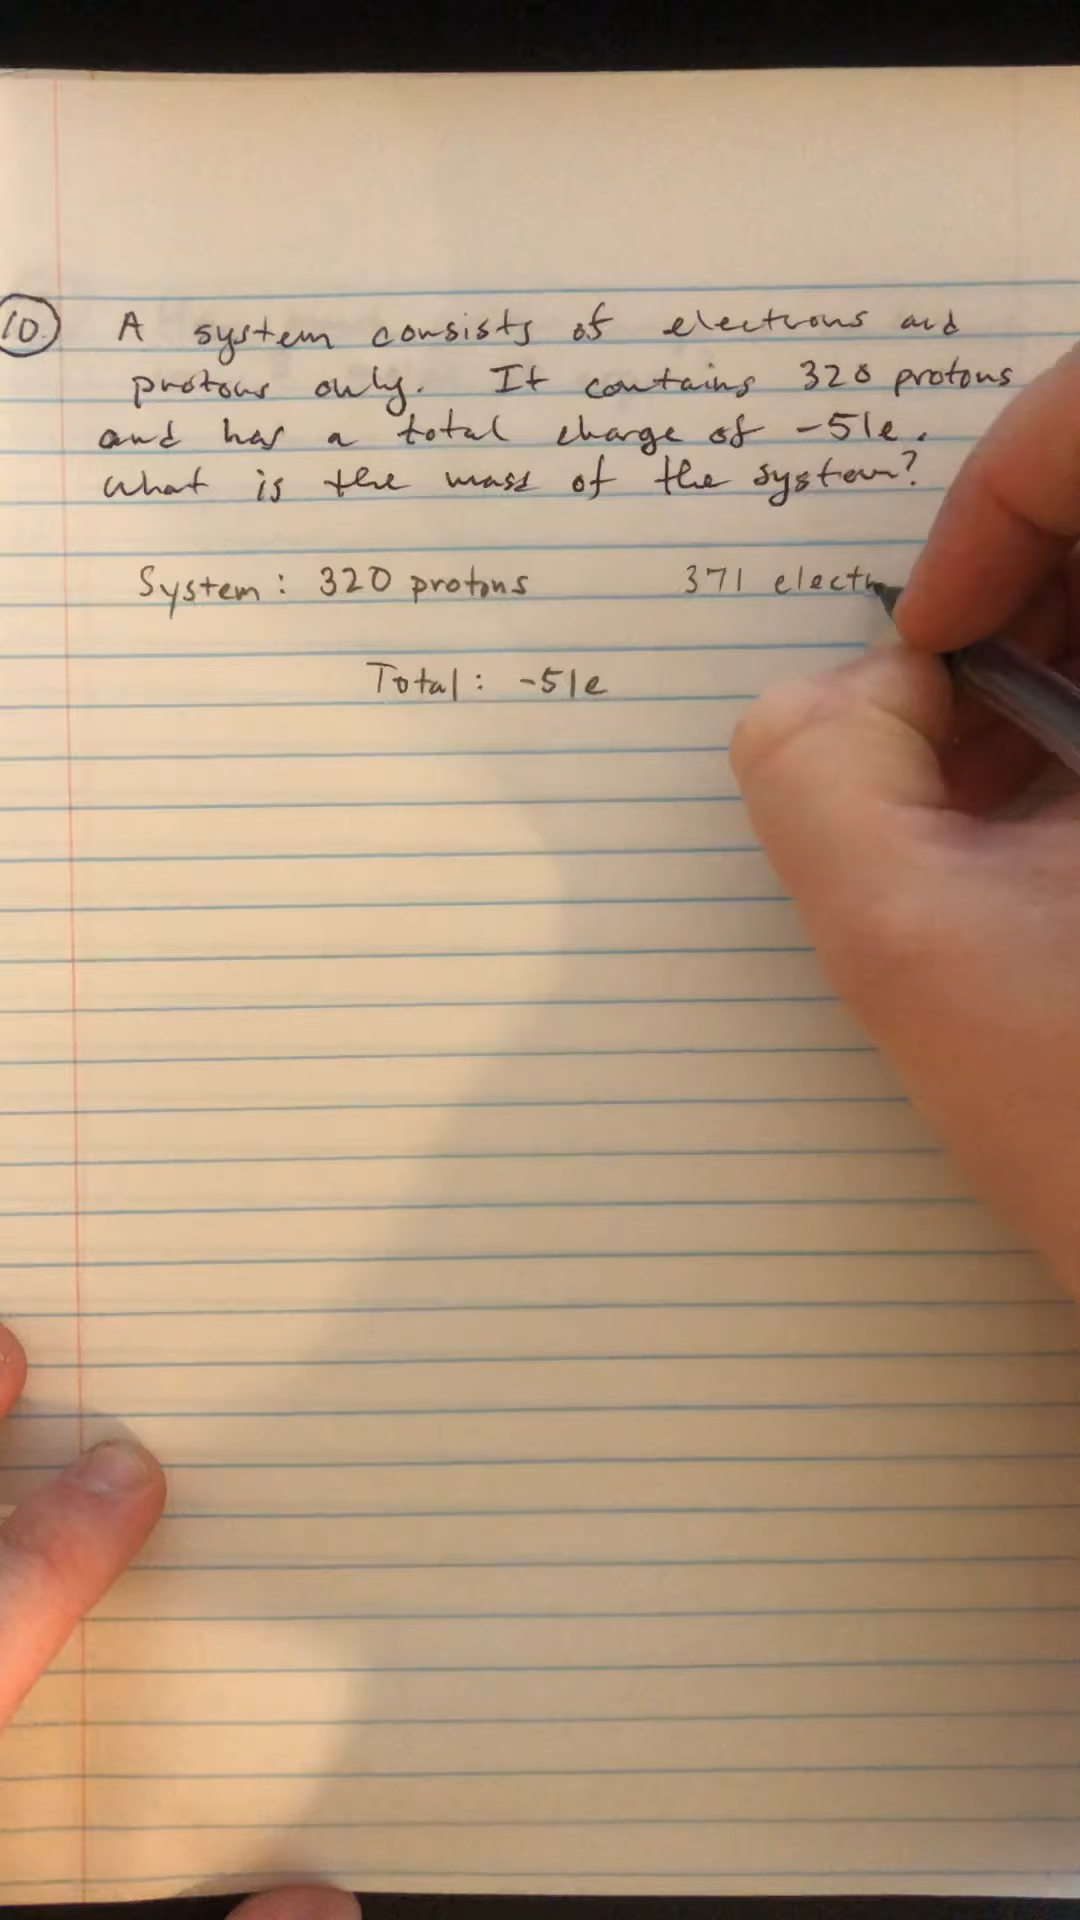 10. A system consists of electrons and
protons only. It contains 320 protons
and has a total charge of -51e.
What is the mass of the system?
System: 320 protons 371 electr
Total: -51e